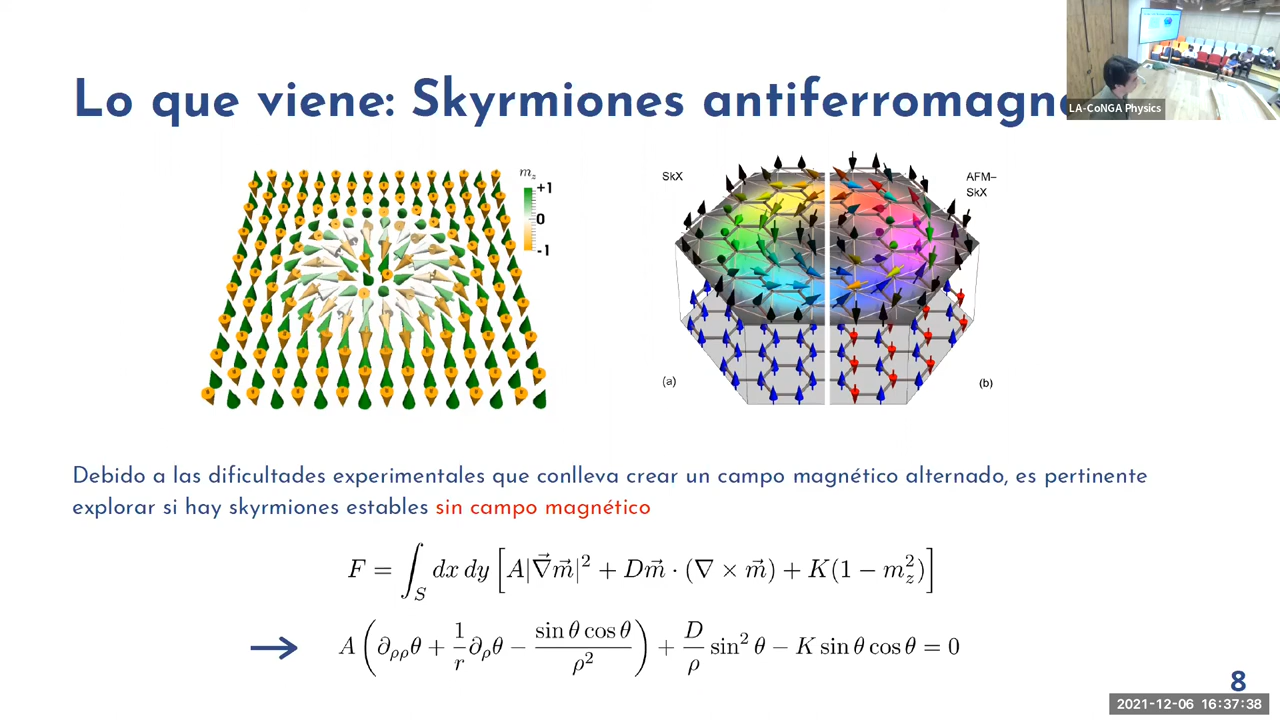 Lo que viene: Skyrmiones antiferromagn
LA-CoNGA Physics
m_z
+1
0
-1
SkX
AFM–
SkX
(a)
(b)
Debido a las dificultades experimentales que conlleva crear un campo magnético alternado, es pertinente
explorar si hay skyrmiones estables sin campo magnético
F = ∫_S dx dy [A|∇⃗m⃗|² + Dm⃗ · (∇ × m⃗) + K(1 − m_z²)]
→ A(∂_ρρθ + 1/r ∂_ρθ − sin θ cos θ/ρ²) + D/ρ sin² θ − K sin θ cos θ = 0
8
2021-12-06 16:37:38